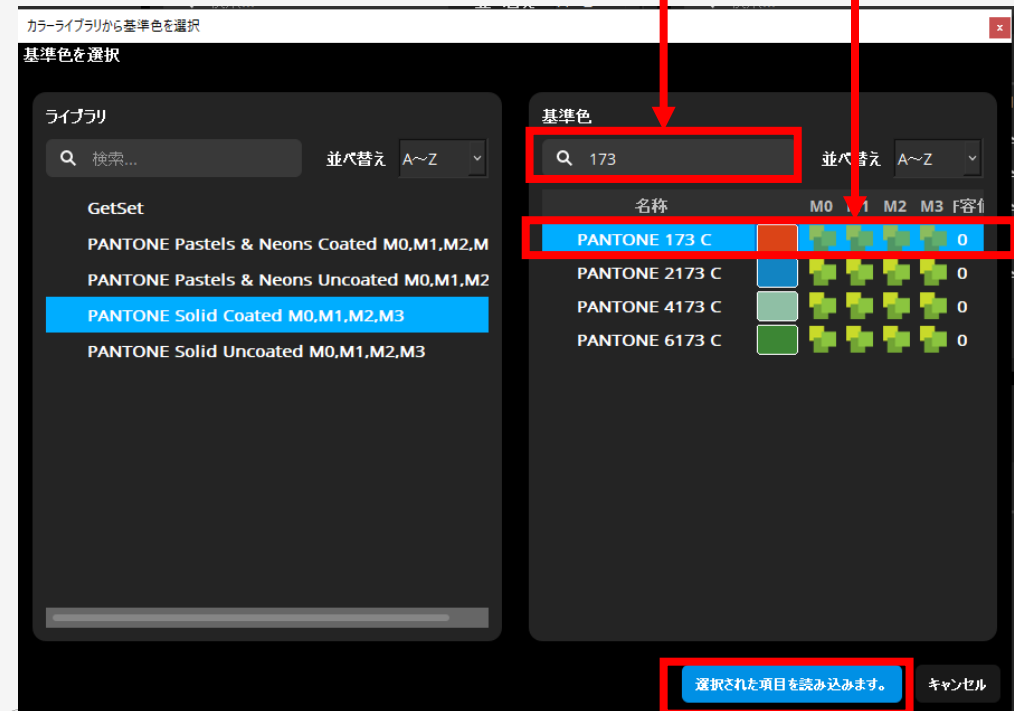 カラーライブラリから基準色を選択
x
基準色を選択
ライブラリ
検索...
並べ替え A～Z
GetSet
PANTONE Pastels & Neons Coated M0,M1,M2,M
PANTONE Pastels & Neons Uncoated M0,M1,M2
PANTONE Solid Coated M0,M1,M2,M3
PANTONE Solid Uncoated M0,M1,M2,M3
基準色
173
並べ替え A～Z
名称 M0 M1 M2 M3
PANTONE 173 C 0
PANTONE 2173 C 0
PANTONE 4173 C 0
PANTONE 6173 C 0
選択された項目を読み込みます。
キャンセル